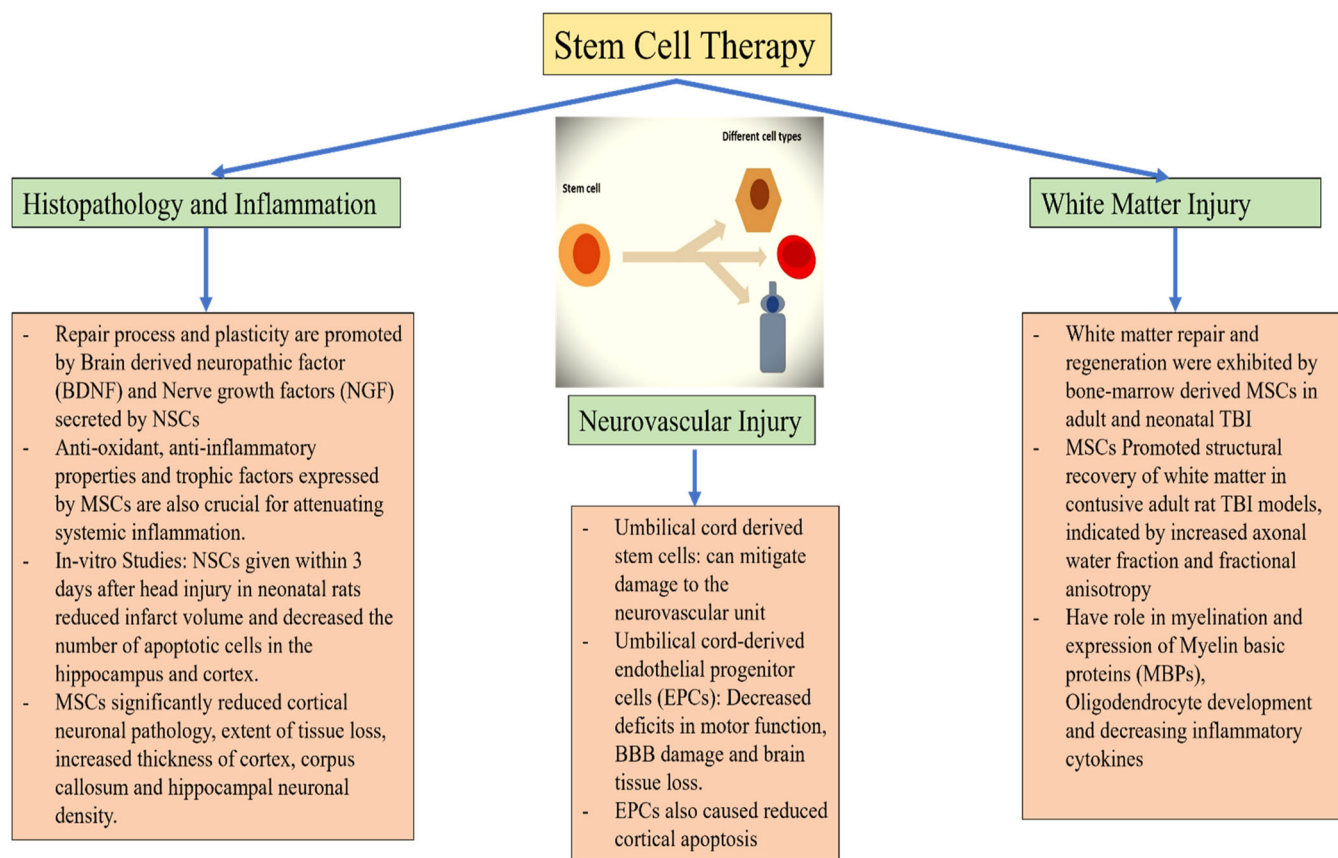 Stem Cell Therapy
Different cell types
Stem cell
Histopathology and Inflammation
- Repair process and plasticity are promoted
by Brain derived neuropathic factor
(BDNF) and Nerve growth factors (NGF)
secreted by NSCs
- Anti-oxidant, anti-inflammatory
properties and trophic factors expressed
by MSCs are also crucial for attenuating
systemic inflammation.
- In-vitro Studies: NSCs given within 3
days after head injury in neonatal rats
reduced infarct volume and decreased the
number of apoptotic cells in the
hippocampus and cortex.
- MSCs significantly reduced cortical
neuronal pathology, extent of tissue loss,
increased thickness of cortex, corpus
callosum and hippocampal neuronal
density.
Neurovascular Injury
- Umbilical cord derived
stem cells: can mitigate
damage to the
neurovascular unit
- Umbilical cord-derived
endothelial progenitor
cells (EPCs): Decreased
deficits in motor function,
BBB damage and brain
tissue loss.
- EPCs also caused reduced
cortical apoptosis
White Matter Injury
- White matter repair and
regeneration were exhibited by
bone-marrow derived MSCs in
adult and neonatal TBI
- MSCs Promoted structural
recovery of white matter in
contusive adult rat TBI models,
indicated by increased axonal
water fraction and fractional
anisotropy
- Have role in myelination and
expression of Myelin basic
proteins (MBPs),
Oligodendrocyte development
and decreasing inflammatory
cytokines